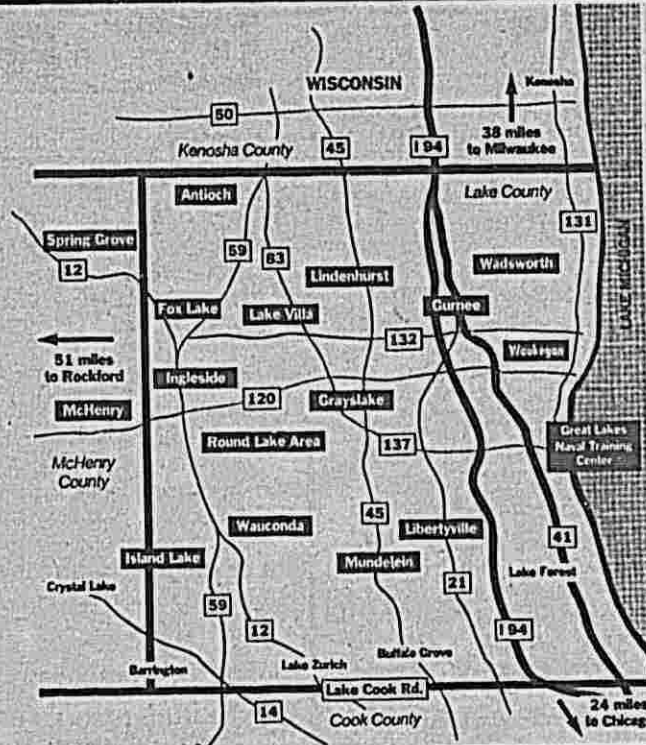 WISCONSIN
Kenosha
50
38 miles
to Milwaukee
Kenosha County
45
I 94
Antioch
Lake County
131
Spring Grove
59
83
12
Wadsworth
Lindenhurst
LAKE MICHIGAN
Fox Lake
Lake Villa
Gurnee
132
Waukegan
51 miles
to Rockford
Ingleside
120
Grayslake
McHenry
Great Lakes
Naval Training
Center
Round Lake Area
137
McHenry
County
45
Wauconda
Libertyville
41
Island Lake
Mundelein
Lake Forest
21
Crystal Lake
59
12
I 94
Buffalo Grove
Barrington
Lake Zurich
Lake Cook Rd.
24 miles
to Chicag
14
Cook County